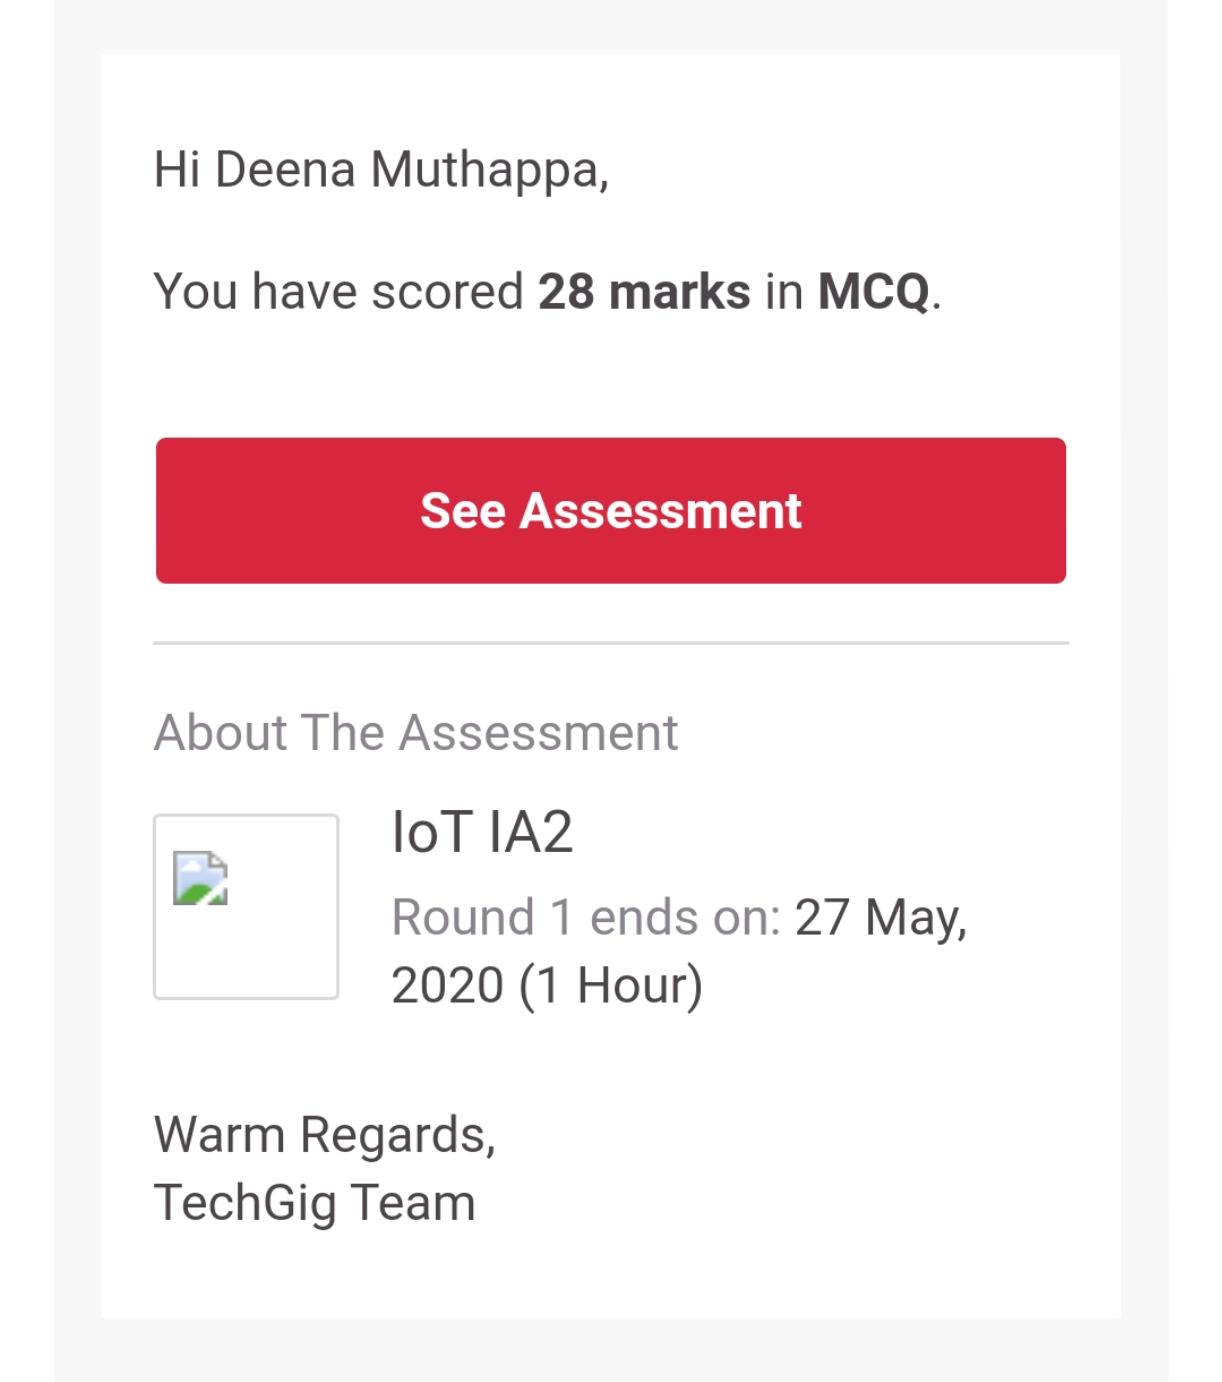 Hi Deena Muthappa,
You have scored 28 marks in MCQ.
See Assessment
About The Assessment
IoT IA2
Round 1 ends on: 27 May,
2020 (1 Hour)
Warm Regards,
TechGig Team